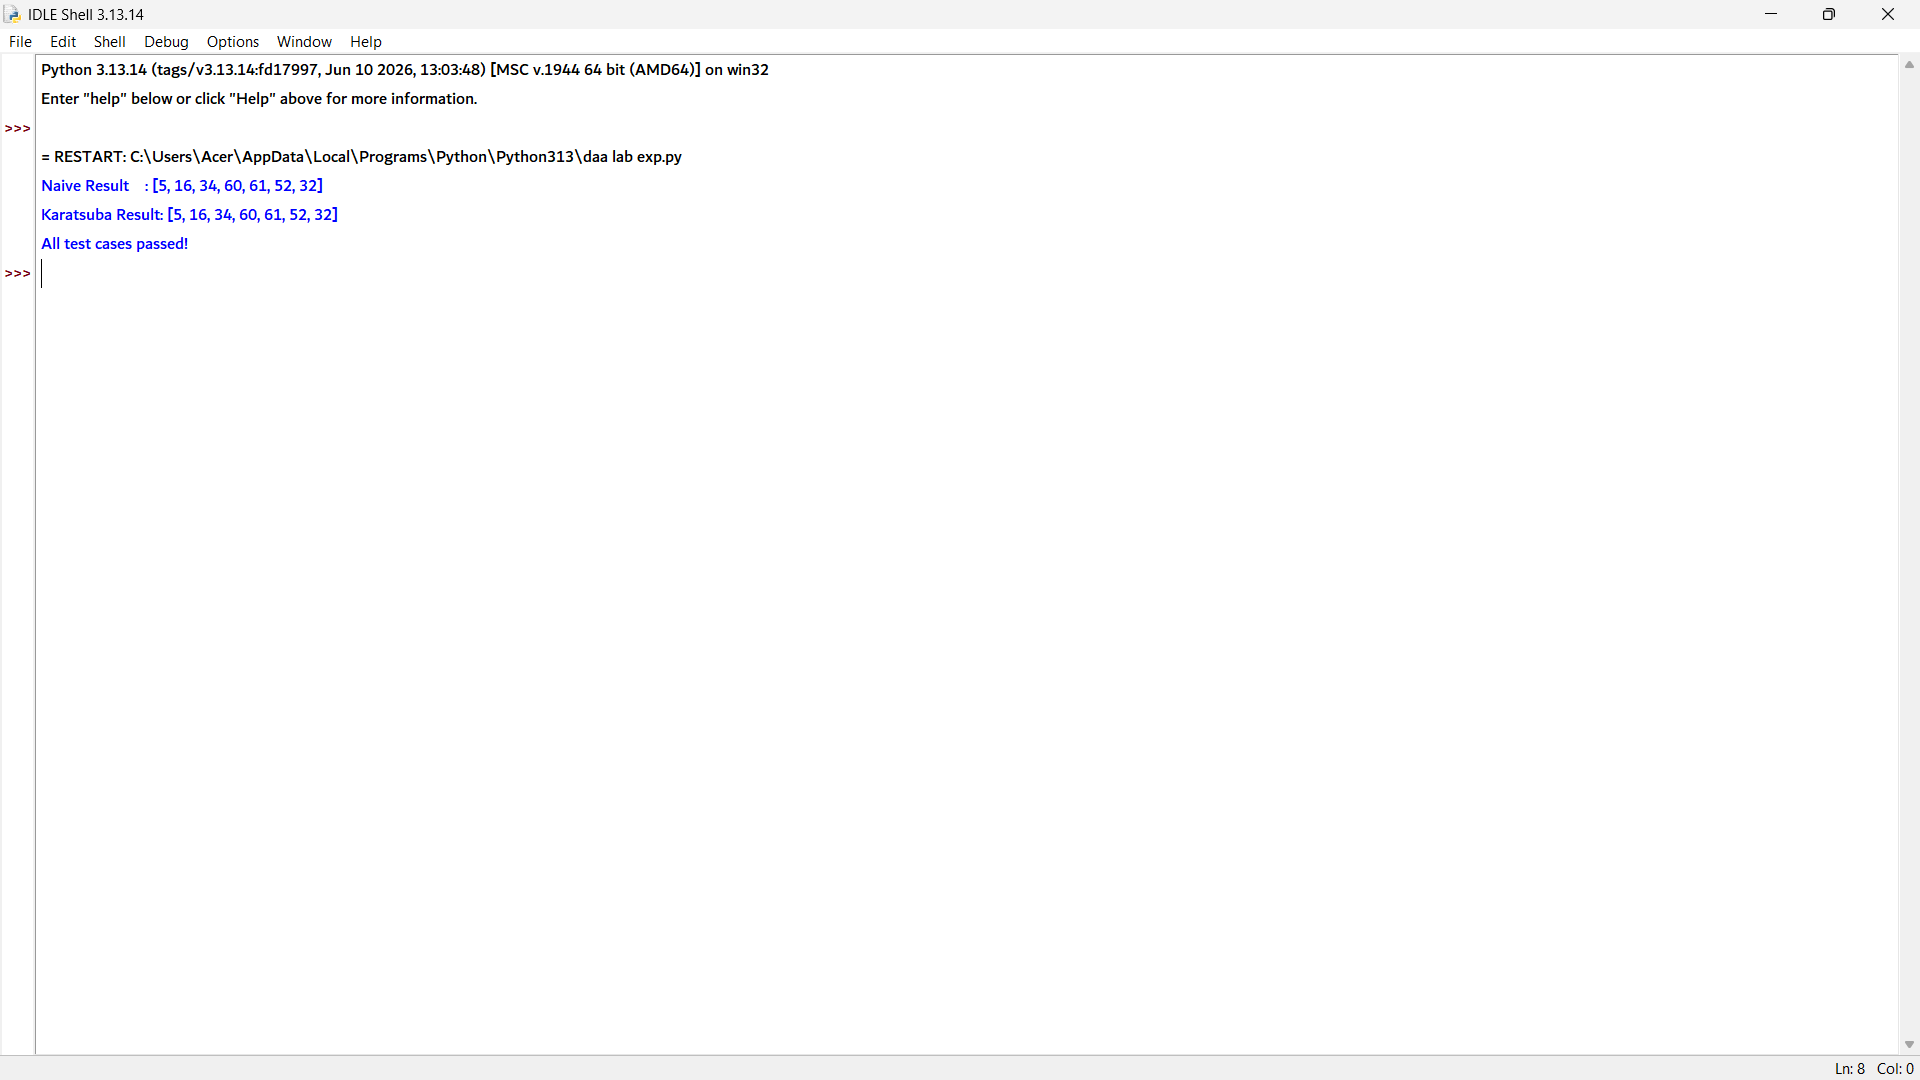 IDLE Shell 3.13.14
File Edit Shell Debug Options Window Help
Python 3.13.14 (tags/v3.13.14:fd17997, Jun 10 2026, 13:03:48) [MSC v.1944 64 bit (AMD64)] on win32
Enter "help" below or click "Help" above for more information.
>>>
= RESTART: C:\Users\Acer\AppData\Local\Programs\Python\Python313\daa lab exp.py
Naive Result    : [5, 16, 34, 60, 61, 52, 32]
Karatsuba Result: [5, 16, 34, 60, 61, 52, 32]
All test cases passed!
>>>
Ln: 8 Col: 0